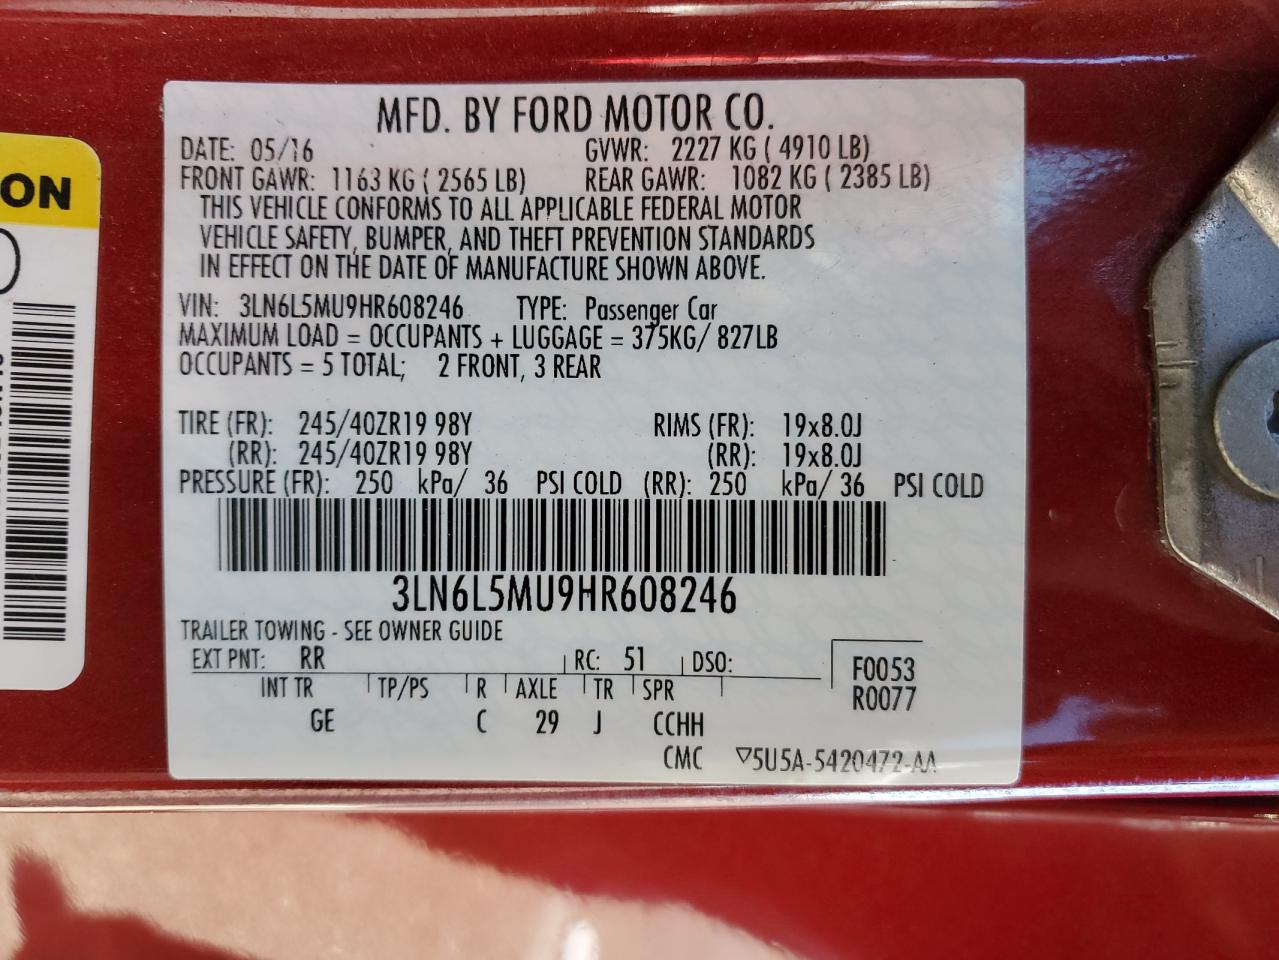 MFD. BY FORD MOTOR CO.
DATE: 05/16 GVWR: 2227 KG ( 4910 LB)
FRONT GAWR: 1163 KG ( 2565 LB) REAR GAWR: 1082 KG ( 2385 LB)
THIS VEHICLE CONFORMS TO ALL APPLICABLE FEDERAL MOTOR
VEHICLE SAFETY, BUMPER, AND THEFT PREVENTION STANDARDS
IN EFFECT ON THE DATE OF MANUFACTURE SHOWN ABOVE.
VIN: 3LN6L5MU9HR608246 TYPE: Passenger Car
MAXIMUM LOAD = OCCUPANTS + LUGGAGE = 375KG/ 827LB
OCCUPANTS = 5 TOTAL; 2 FRONT, 3 REAR
TIRE (FR): 245/40ZR19 98Y RIMS (FR): 19x8.0J
(RR): 245/40ZR19 98Y (RR): 19x8.0J
PRESSURE (FR): 250 kPa/ 36 PSI COLD (RR): 250 kPa/ 36 PSI COLD
3LN6L5MU9HR608246
TRAILER TOWING - SEE OWNER GUIDE
EXT PNT: RR RC: 51 DSO: F0053
INT TR TP/PS R AXLE TR SPR R0077
GE C 29 J CCHH
CMC ▽5U5A-5420472-AA
ON